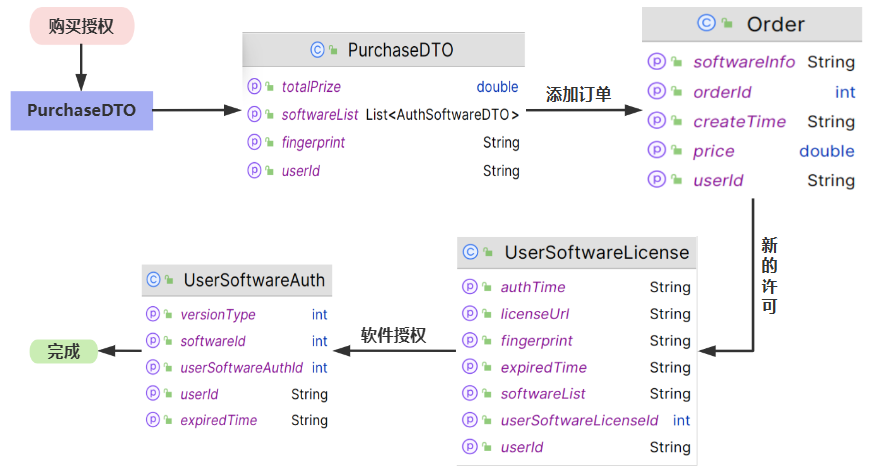 购买授权
PurchaseDTO
PurchaseDTO
totalPrize double
softwareList List<AuthSoftwareDTO>
fingerprint String
userId String
添加订单
Order
softwareInfo String
orderId int
createTime String
price double
userId String
新的许可
UserSoftwareLicense
authTime String
licenseUrl String
fingerprint String
expiredTime String
softwareList String
userSoftwareLicenseId int
userId String
软件授权
UserSoftwareAuth
versionType int
softwareId int
userSoftwareAuthId int
userId String
expiredTime String
完成